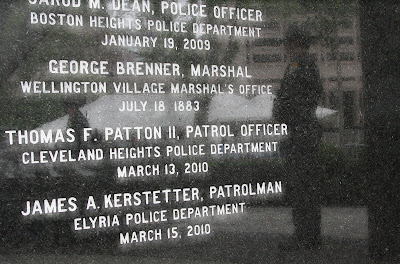 JAROD M. DEAN, POLICE OFFICER
BOSTON HEIGHTS POLICE DEPARTMENT
JANUARY 19, 2009
GEORGE BRENNER, MARSHAL
WELLINGTON VILLAGE MARSHAL'S OFFICE
JULY 18 1883
THOMAS F. PATTON II, PATROL OFFICER
CLEVELAND HEIGHTS POLICE DEPARTMENT
MARCH 13, 2010
JAMES A. KERSTETTER, PATROLMAN
ELYRIA POLICE DEPARTMENT
MARCH 15, 2010